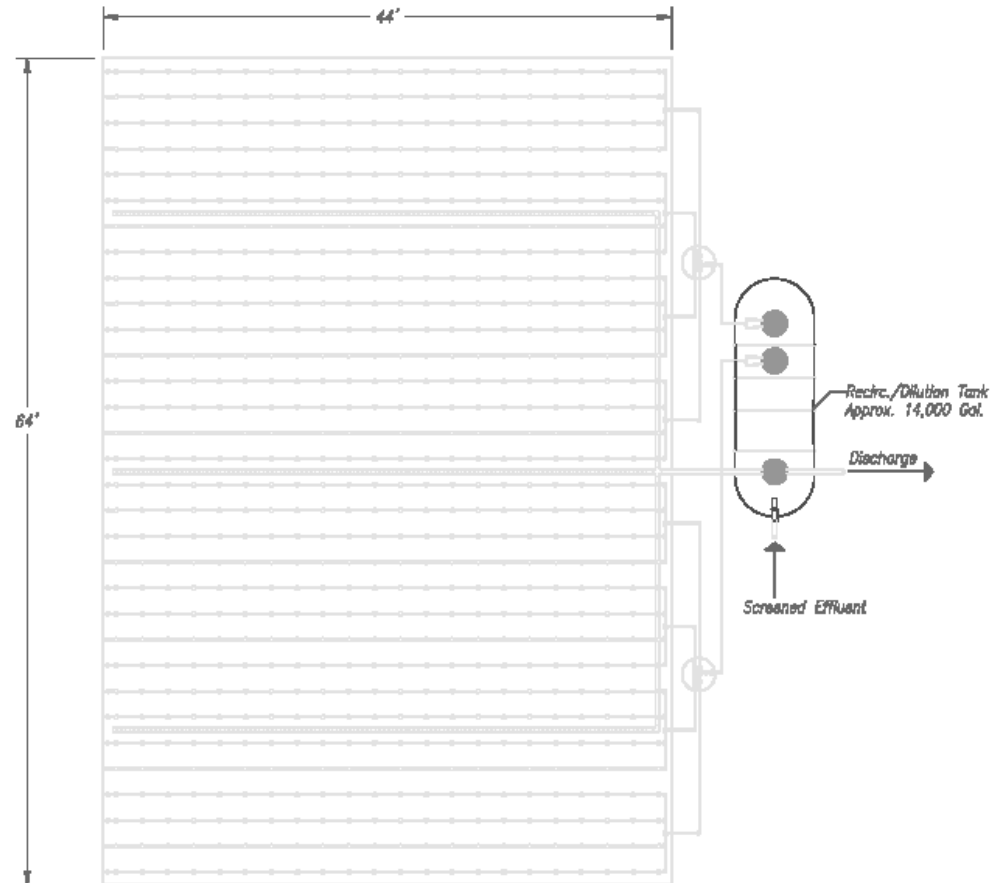 44'
64'
Recirc./Dilution Tank
Approx. 14,000 Gal.
Discharge
Screened Effluent